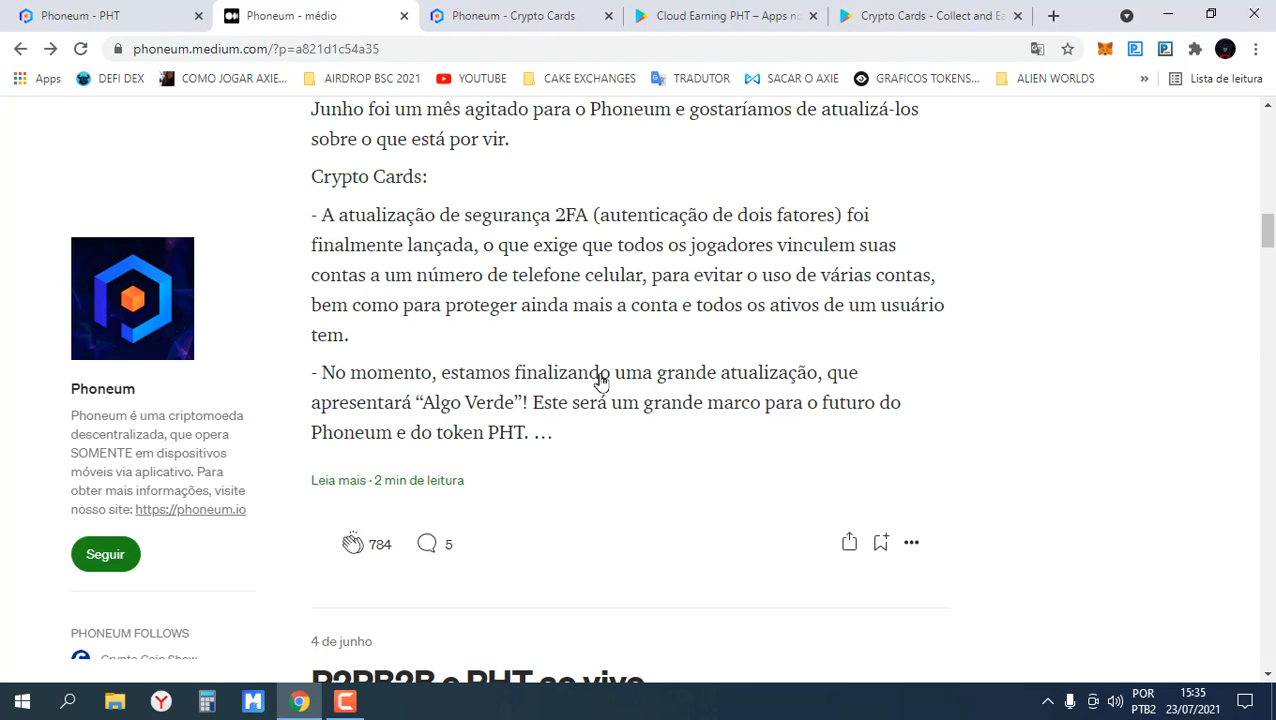 Phoneum - PHT
Phoneum - médio
Phoneum - Crypto Cards
Cloud Earning PHT – Apps no
Crypto Cards - Collect and Ea
phoneum.medium.com/?p=a821d1c54a35
Apps
DEFI DEX
COMO JOGAR AXIE...
AIRDROP BSC 2021
YOUTUBE
CAKE EXCHANGES
TRADUTOR
SACAR O AXIE
GRAFICOS TOKENS...
ALIEN WORLDS
»
Lista de leitura
Junho foi um mês agitado para o Phoneum e gostaríamos de atualizá-los
sobre o que está por vir.
Crypto Cards:
- A atualização de segurança 2FA (autenticação de dois fatores) foi
finalmente lançada, o que exige que todos os jogadores vinculem suas
contas a um número de telefone celular, para evitar o uso de várias contas,
bem como para proteger ainda mais a conta e todos os ativos de um usuário
tem.
- No momento, estamos finalizando uma grande atualização, que
apresentará “Algo Verde”! Este será um grande marco para o futuro do
Phoneum e do token PHT. …
Leia mais · 2 min de leitura
784
5
4 de junho
P2PB2B e PHT ao vivo
Phoneum
Phoneum é uma criptomoeda
descentralizada, que opera
SOMENTE em dispositivos
móveis via aplicativo. Para
obter mais informações, visite
nosso site: https://phoneum.io
Seguir
PHONEUM FOLLOWS
Crypto Coin Show
POR
PTB2
15:35
23/07/2021